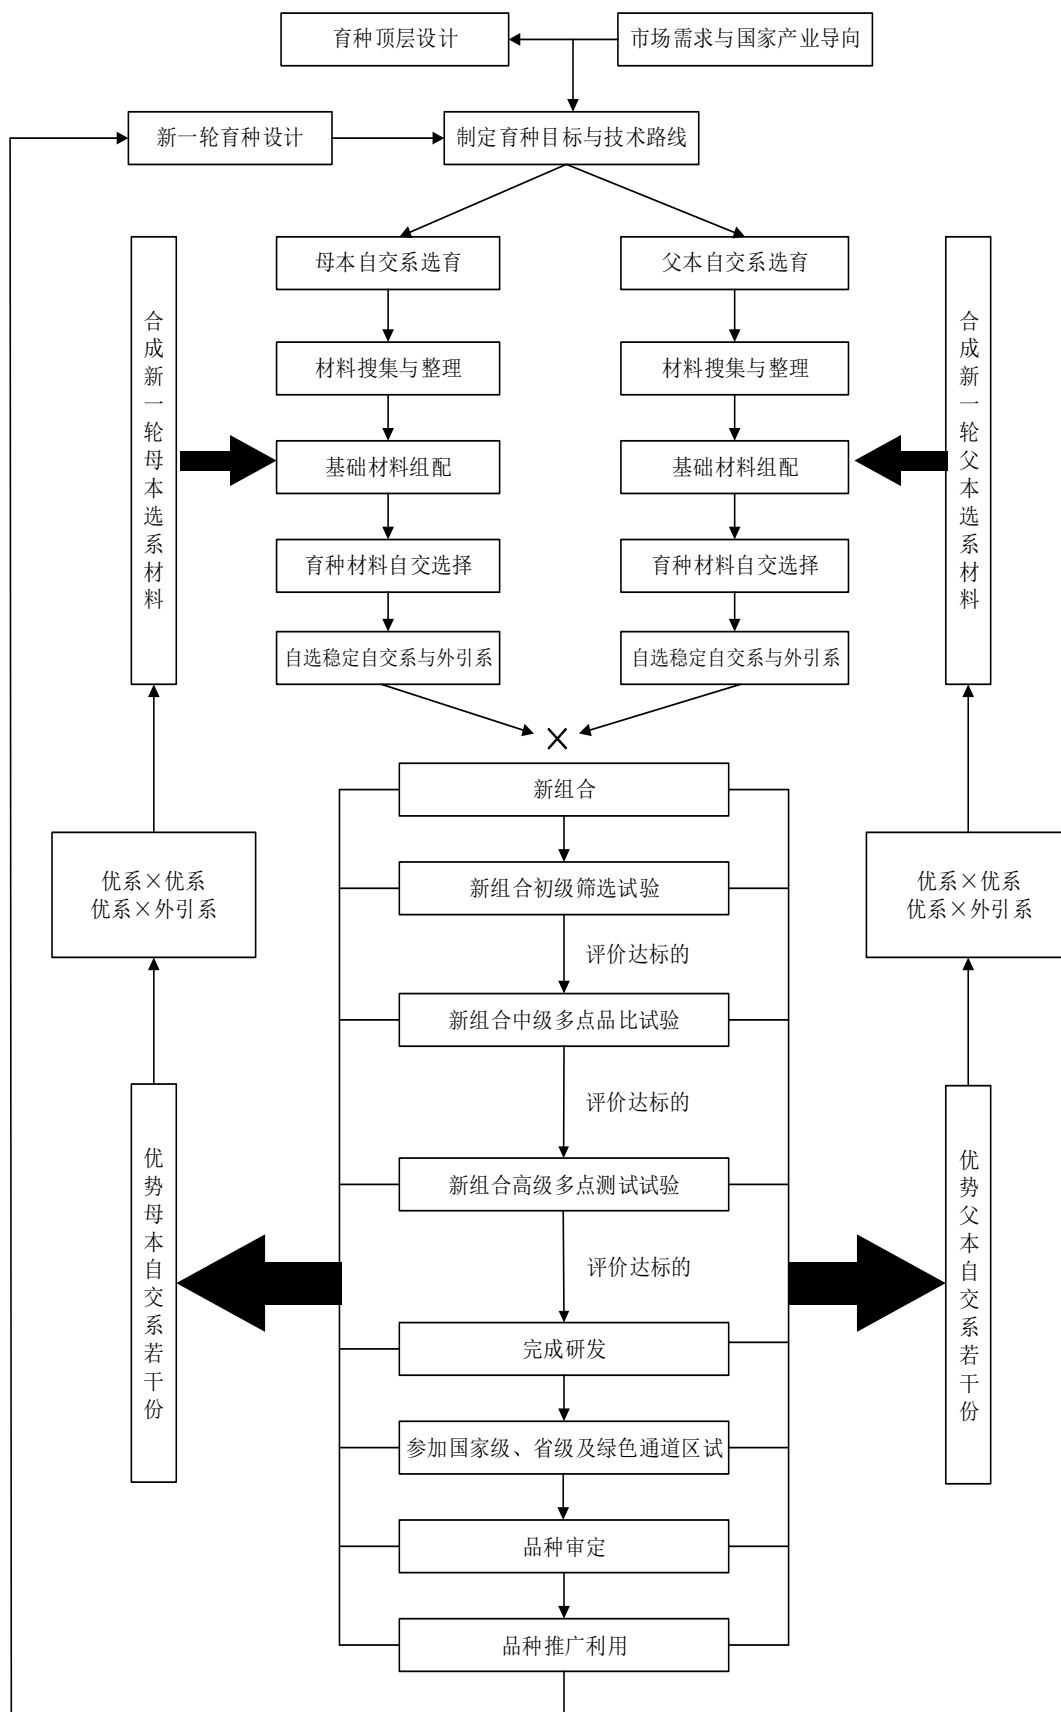 育种顶层设计
市场需求与国家产业导向
新一轮育种设计
制定育种目标与技术路线
母本自交系选育
父本自交系选育
合成新一轮母本选系材料
合成新一轮父本选系材料
材料搜集与整理
材料搜集与整理
基础材料组配
基础材料组配
育种材料自交选择
育种材料自交选择
自选稳定自交系与外引系
自选稳定自交系与外引系
×
新组合
优系×优系
优系×外引系
新组合初级筛选试验
优系×优系
优系×外引系
评价达标的
新组合中级多点品比试验
评价达标的
优势母本自交系若干份
新组合高级多点测试试验
优势父本自交系若干份
评价达标的
完成研发
参加国家级、省级及绿色通道区试
品种审定
品种推广利用